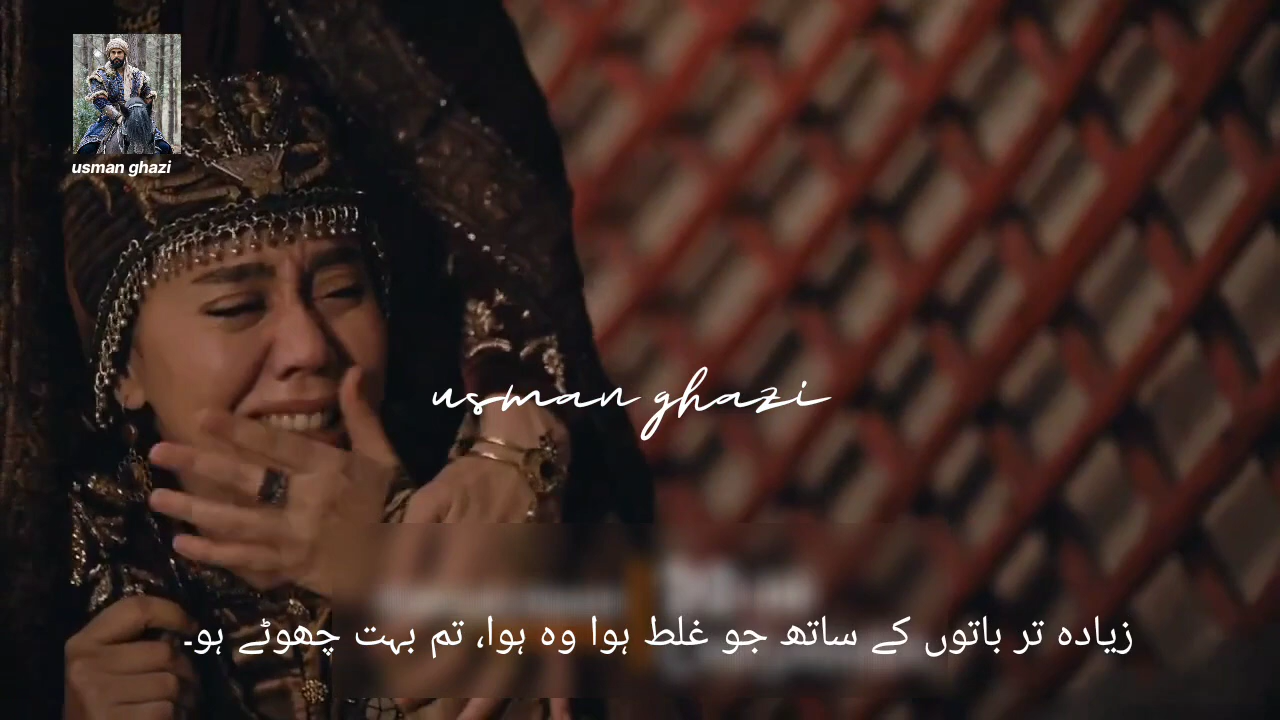 usman ghazi
usman ghazi
زیادہ تر باتوں کے ساتھ جو غلط ہوا وہ ہوا، تم بہت چھوٹے ہو۔